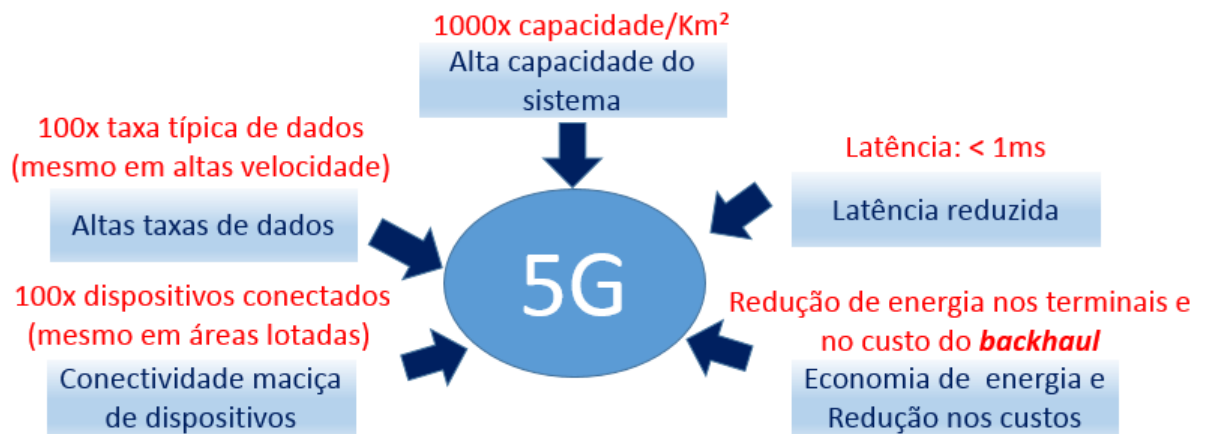 1000x capacidade/Km²
Alta capacidade do
sistema
100x taxa típica de dados
(mesmo em altas velocidade)
Altas taxas de dados
Latência: < 1ms
Latência reduzida
5G
100x dispositivos conectados
(mesmo em áreas lotadas)
Conectividade maciça
de dispositivos
Redução de energia nos terminais e
no custo do backhaul
Economia de energia e
Redução nos custos